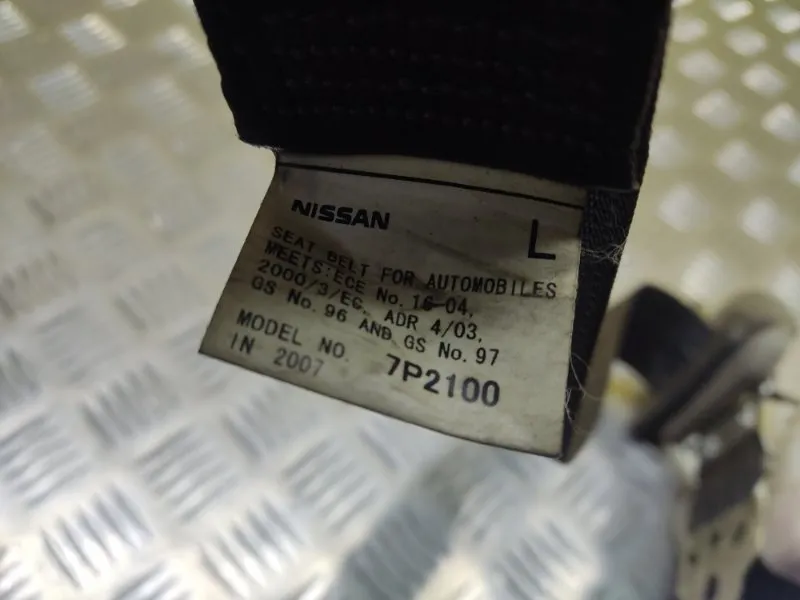 NISSAN L
SEAT BELT FOR AUTOMOBILES
MEETS:ECE No. 16-04,
2000/3/EC, ADR 4/03,
GS No. 96 ANB GS No. 97
MODEL NO. 7P2100
IN 2007